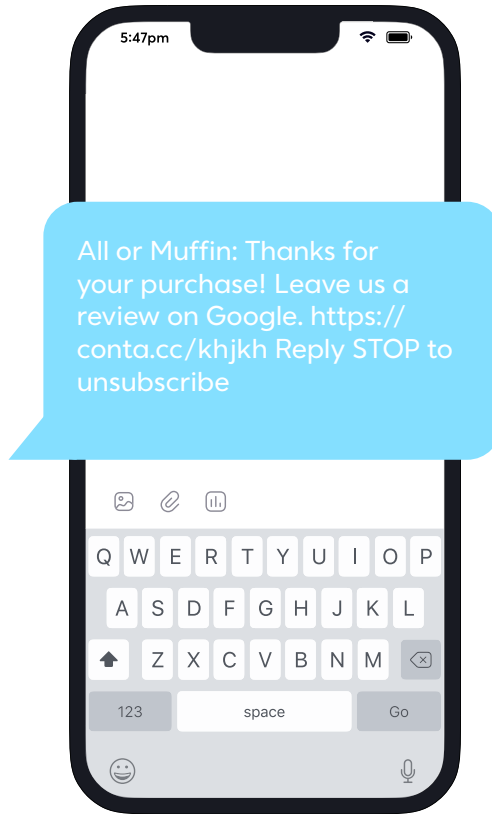 5:47pm
All or Muffin: Thanks for
your purchase! Leave us a
review on Google. https://
conta.cc/khjkh Reply STOP to
unsubscribe
Q W E R T Y U I O P
A S D F G H J K L
Z X C V B N M
123 space Go